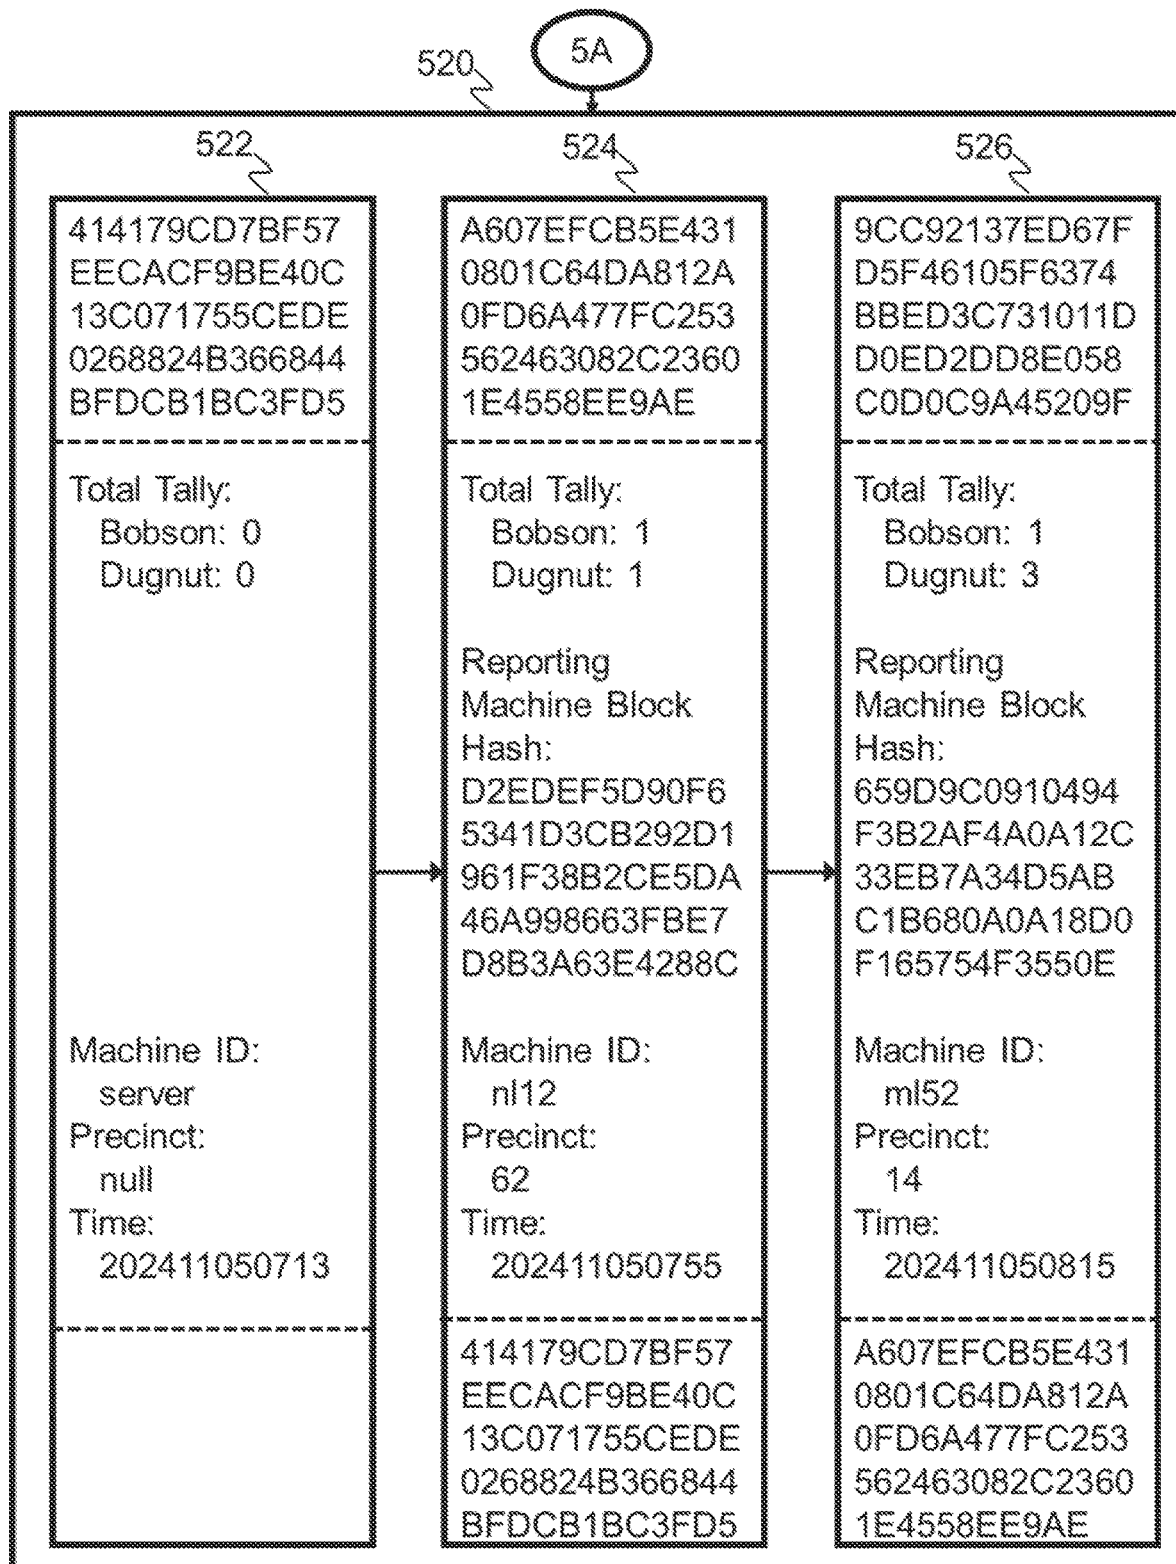 5A
520
522
414179CD7BF57
EECACF9BE40C
13C071755CEDE
0268824B366844
BFDCB1BC3FD5
Total Tally:
Bobson: 0
Dugnut: 0
Machine ID:
server
Precinct:
null
Time:
202411050713
524
A607EFCB5E431
0801C64DA812A
0FD6A477FC253
562463082C2360
1E4558EE9AE
Total Tally:
Bobson: 1
Dugnut: 1
Reporting
Machine Block
Hash:
D2EDEF5D90F6
5341D3CB292D1
961F38B2CE5DA
46A998663FBE7
D8B3A63E4288C
Machine ID:
nl12
Precinct:
62
Time:
202411050755
414179CD7BF57
EECACF9BE40C
13C071755CEDE
0268824B366844
BFDCB1BC3FD5
526
9CC92137ED67F
D5F46105F6374
BBED3C731011D
D0ED2DD8E058
C0D0C9A45209F
Total Tally:
Bobson: 1
Dugnut: 3
Reporting
Machine Block
Hash:
659D9C0910494
F3B2AF4A0A12C
33EB7A34D5AB
C1B680A0A18D0
F165754F3550E
Machine ID:
ml52
Precinct:
14
Time:
202411050815
A607EFCB5E431
0801C64DA812A
0FD6A477FC253
562463082C2360
1E4558EE9AE